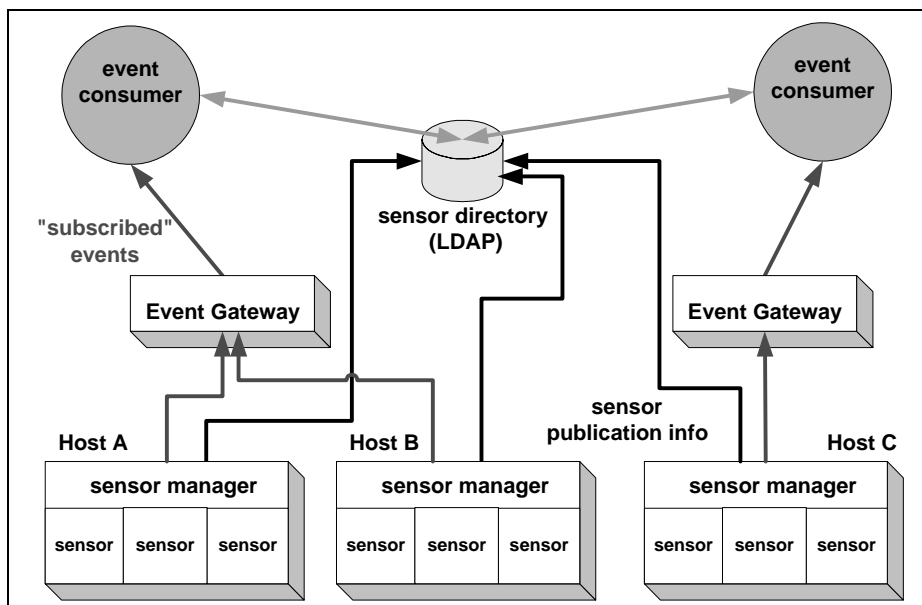 event
consumer
event
consumer
sensor directory
(LDAP)
"subscribed"
events
Event Gateway
Event Gateway
sensor
publication info
Host A
Host B
Host C
sensor manager
sensor manager
sensor manager
sensor sensor sensor
sensor sensor sensor
sensor sensor sensor